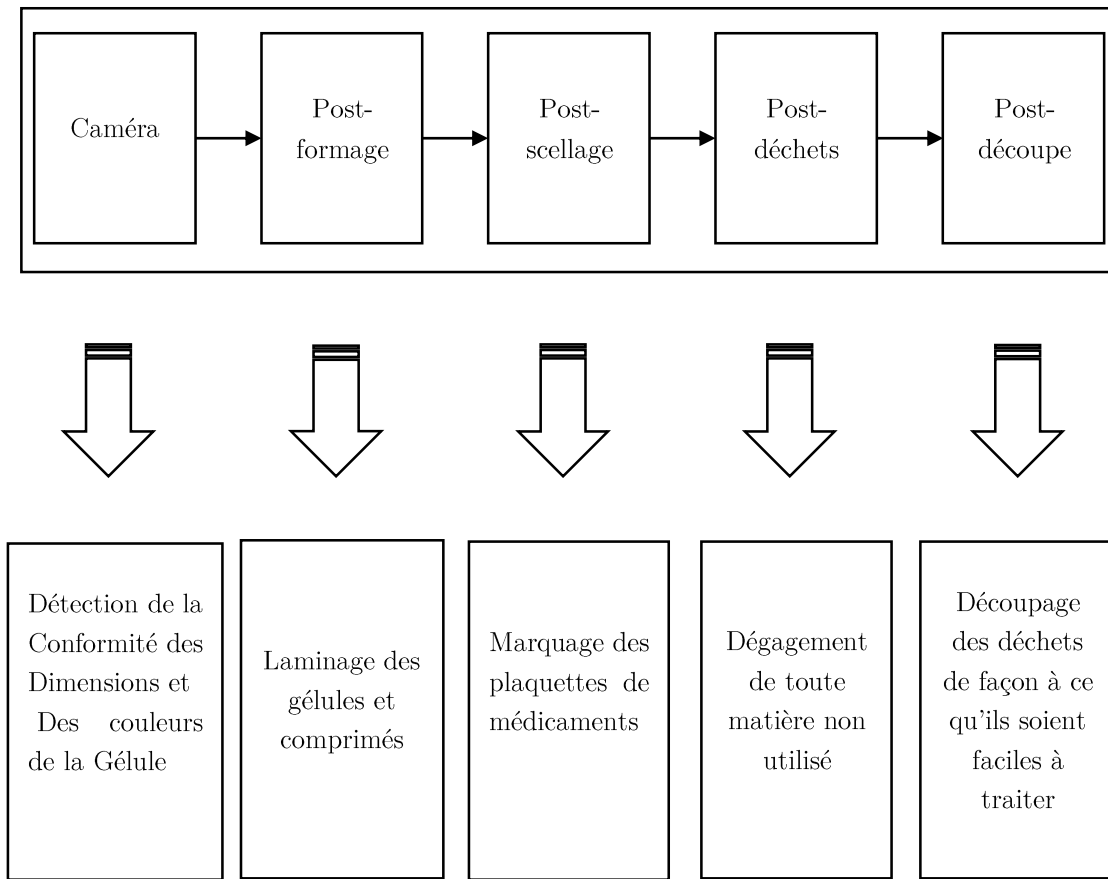 Caméra
Post-
formage
Post-
scellage
Post-
déchets
Post-
découpe
Détection de la
Conformité des
Dimensions et
Des couleurs
de la Gélule
Laminage des
gélules et
comprimés
Marquage des
plaquettes de
médicaments
Dégagement
de toute
matière non
utilisé
Découpage
des déchets
de façon à ce
qu'ils soient
faciles à
traiter